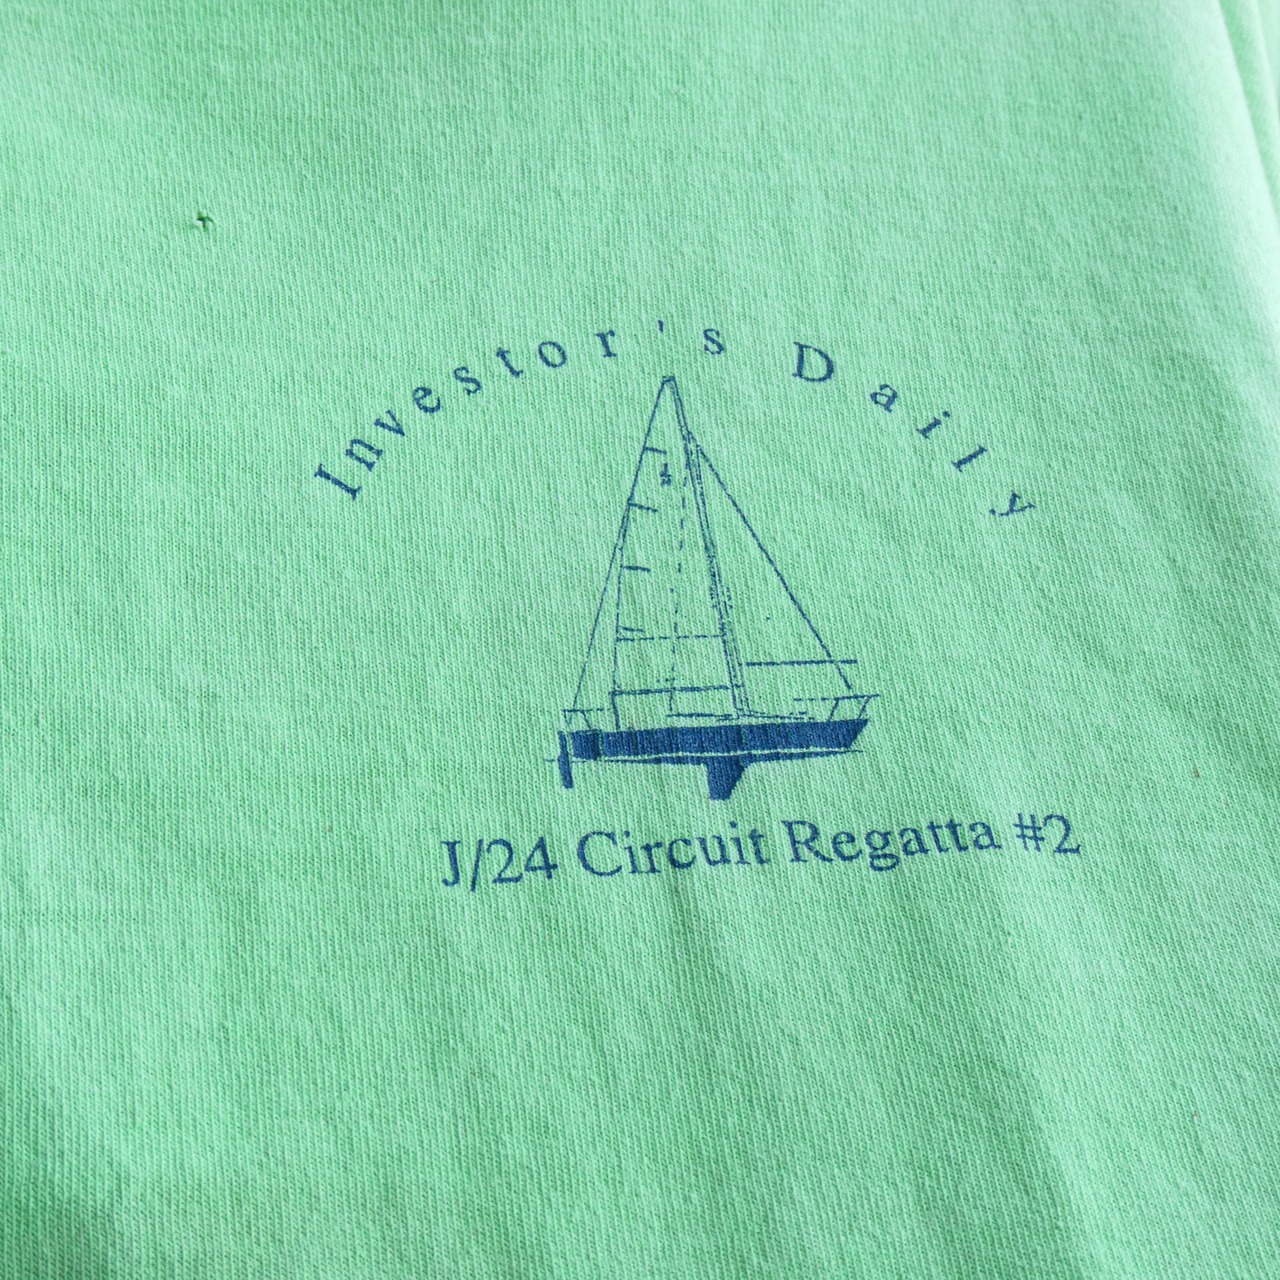 Investor's Daily
J/24 Circuit Regatta #2